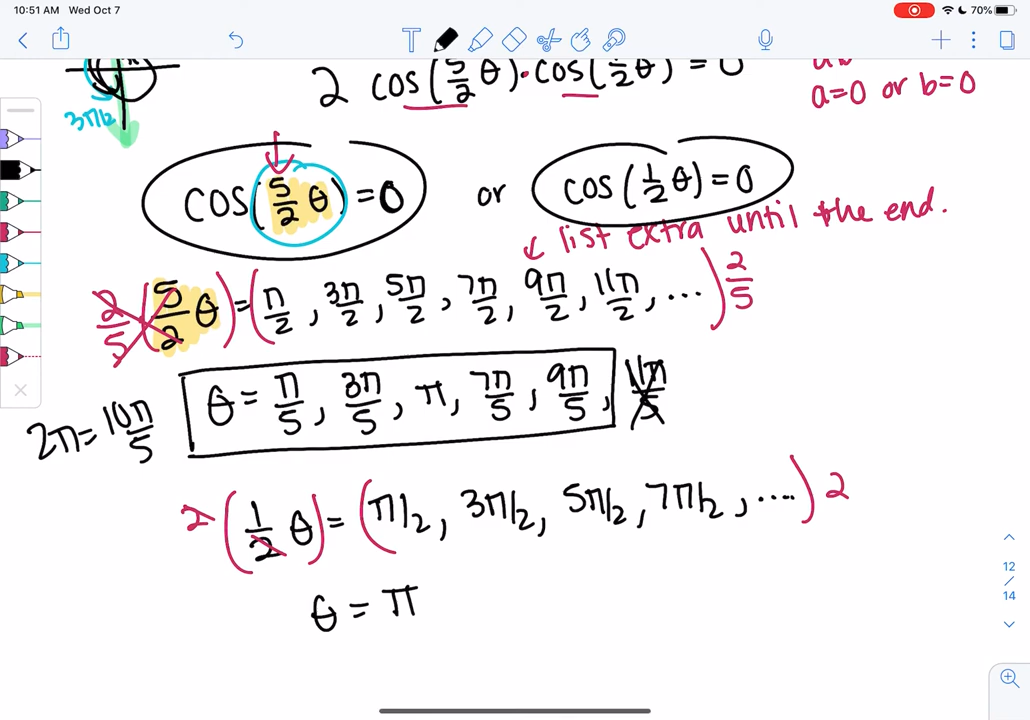 10:51 AM Wed Oct 7
70%
2 cos(5/2 θ)·cos(1/2 θ) = 0
a=0 or b=0
3π/2
cos(5/2 θ)=0 or cos(1/2 θ)=0
list extra until the end.
2/5 (5/2 θ)=(π/2, 3π/2, 5π/2, 7π/2, 9π/2, 11π/2, ...) 2/5
2π=10π/5
θ= π/5, 3π/5, π, 7π/5, 9π/5, 11π/5
2(1/2 θ)=(π/2, 3π/2, 5π/2, 7π/2, ....) 2
θ = π
12
/
14